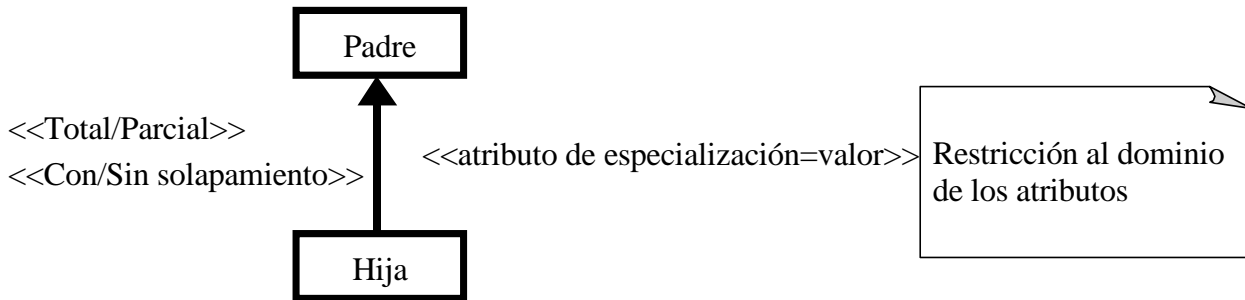 Padre
<<Total/Parcial>>
<<Con/Sin solapamiento>>
<<atributo de especialización=valor>>
Restricción al dominio
de los atributos
Hija